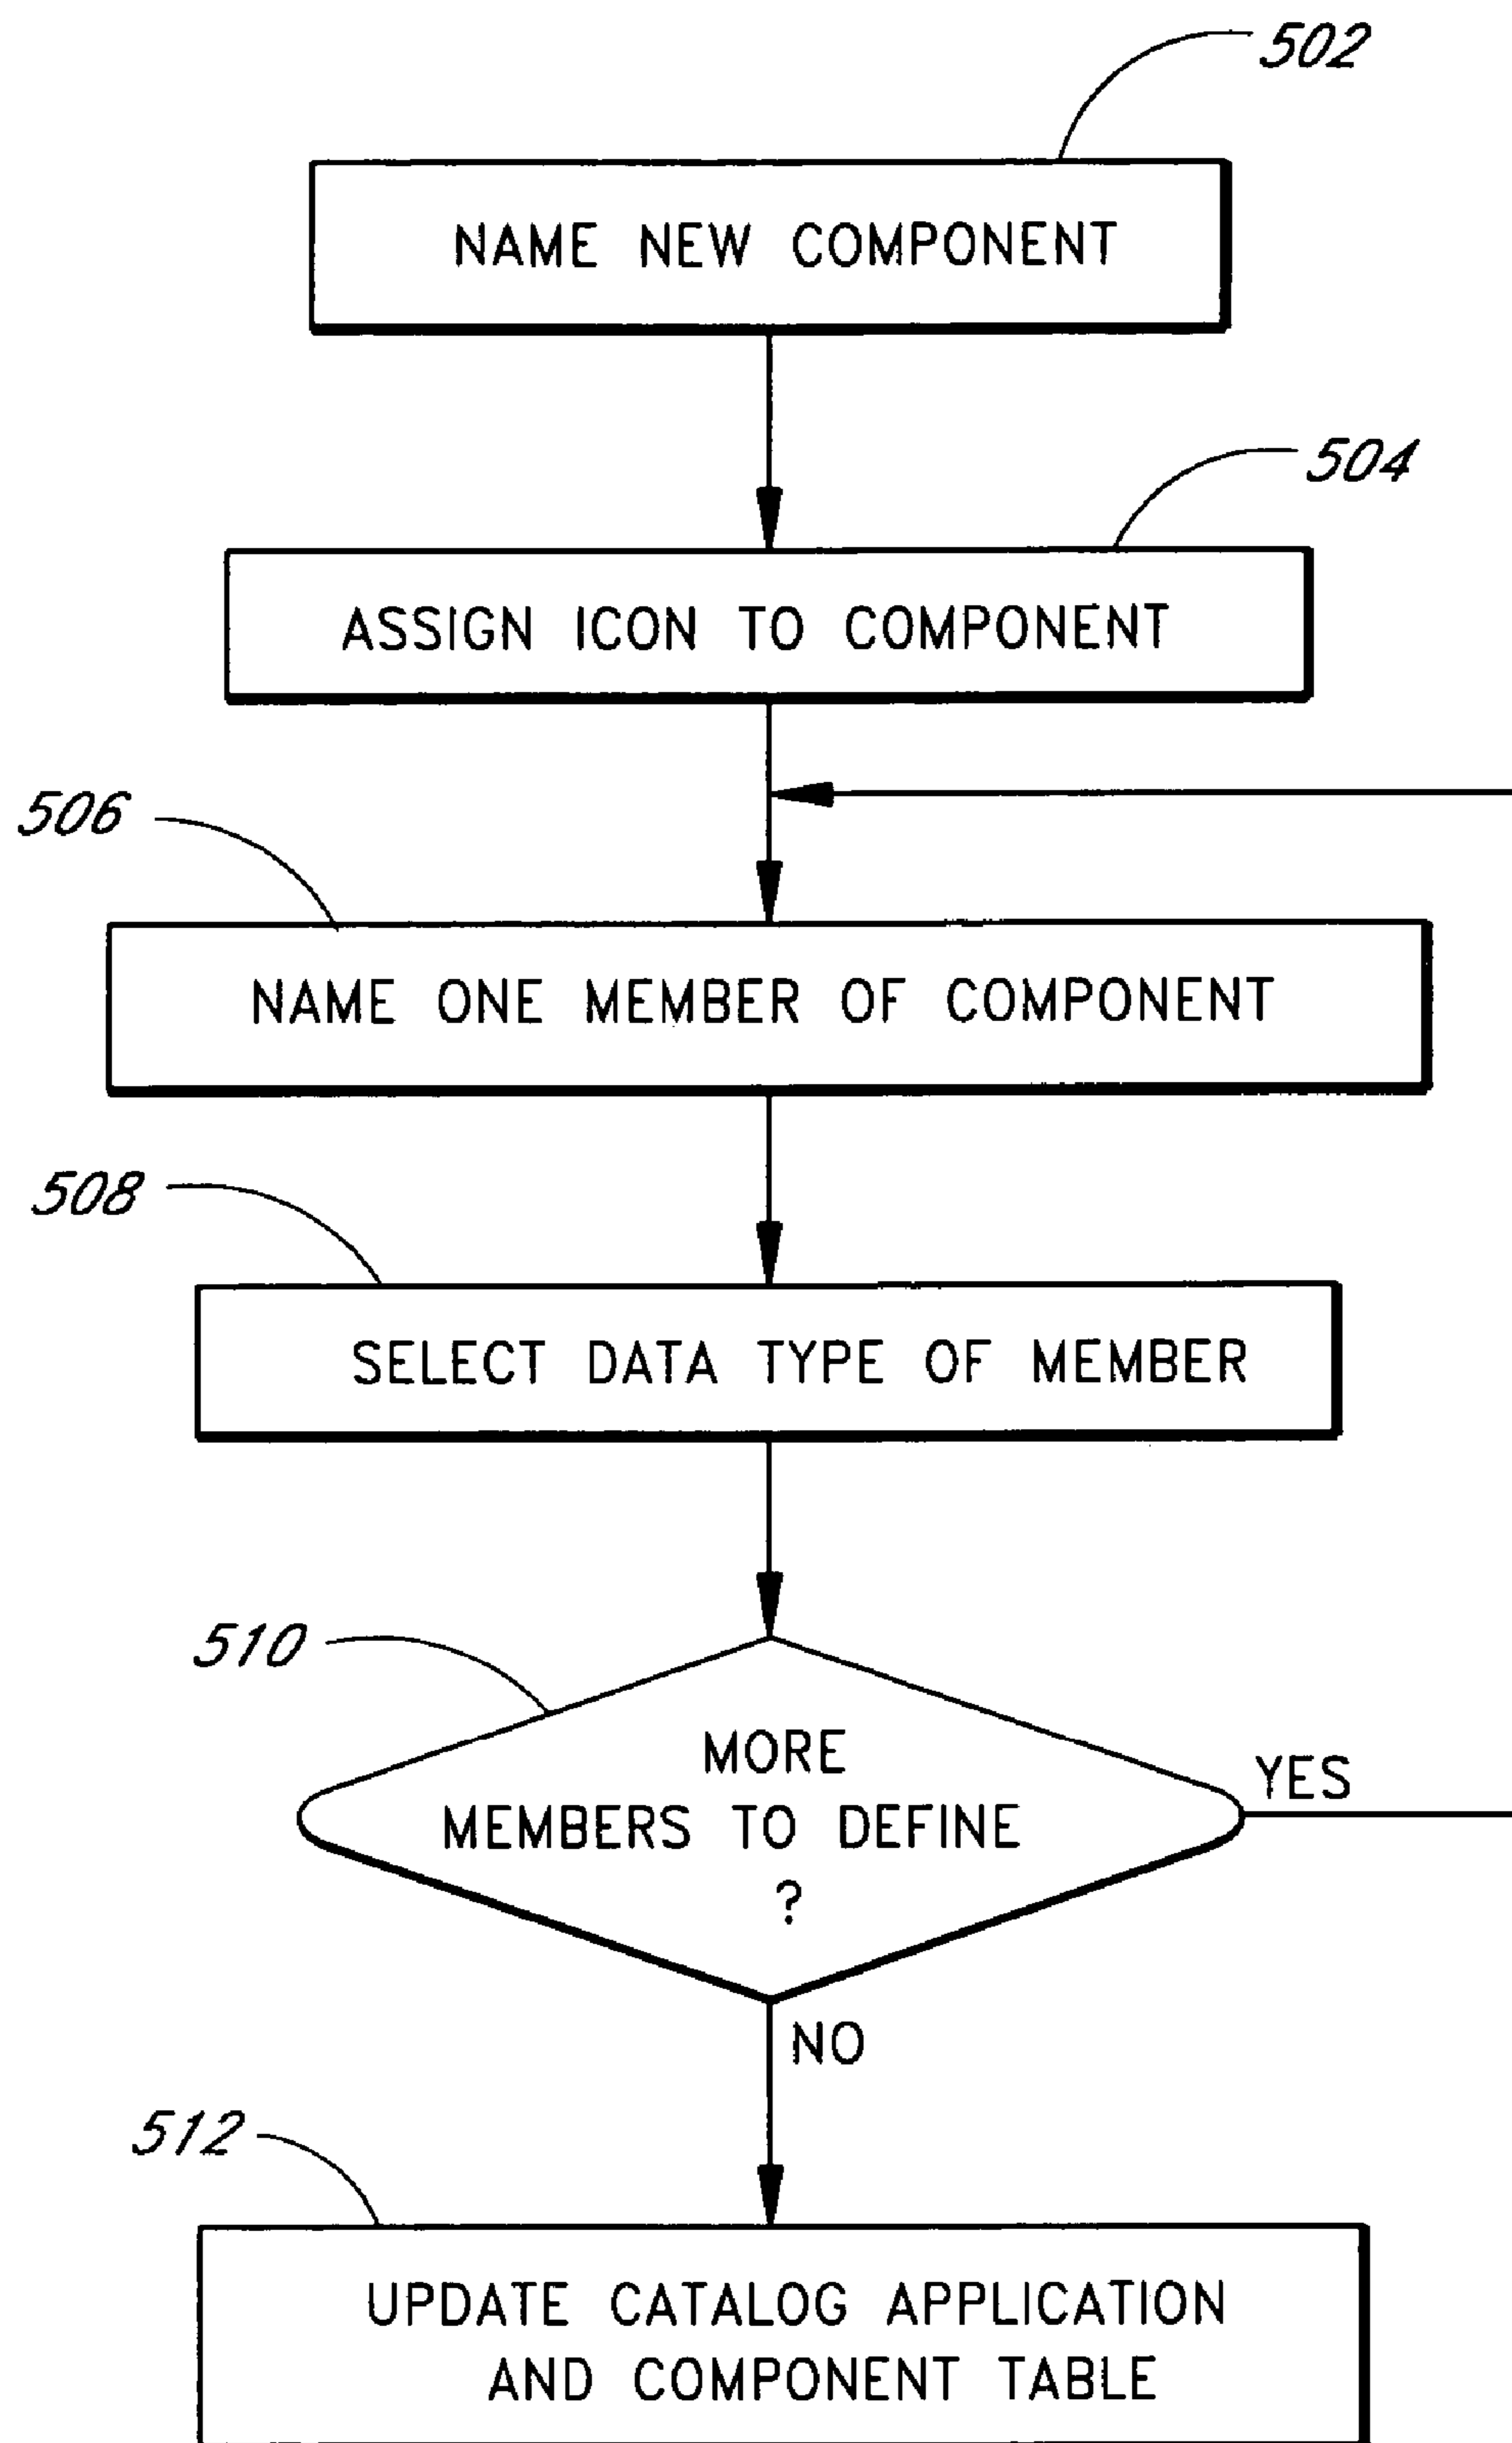 502
NAME NEW COMPONENT
504
ASSIGN ICON TO COMPONENT
506
NAME ONE MEMBER OF COMPONENT
508
SELECT DATA TYPE OF MEMBER
510
MORE
MEMBERS TO DEFINE
?
YES
NO
512
UPDATE CATALOG APPLICATION
AND COMPONENT TABLE